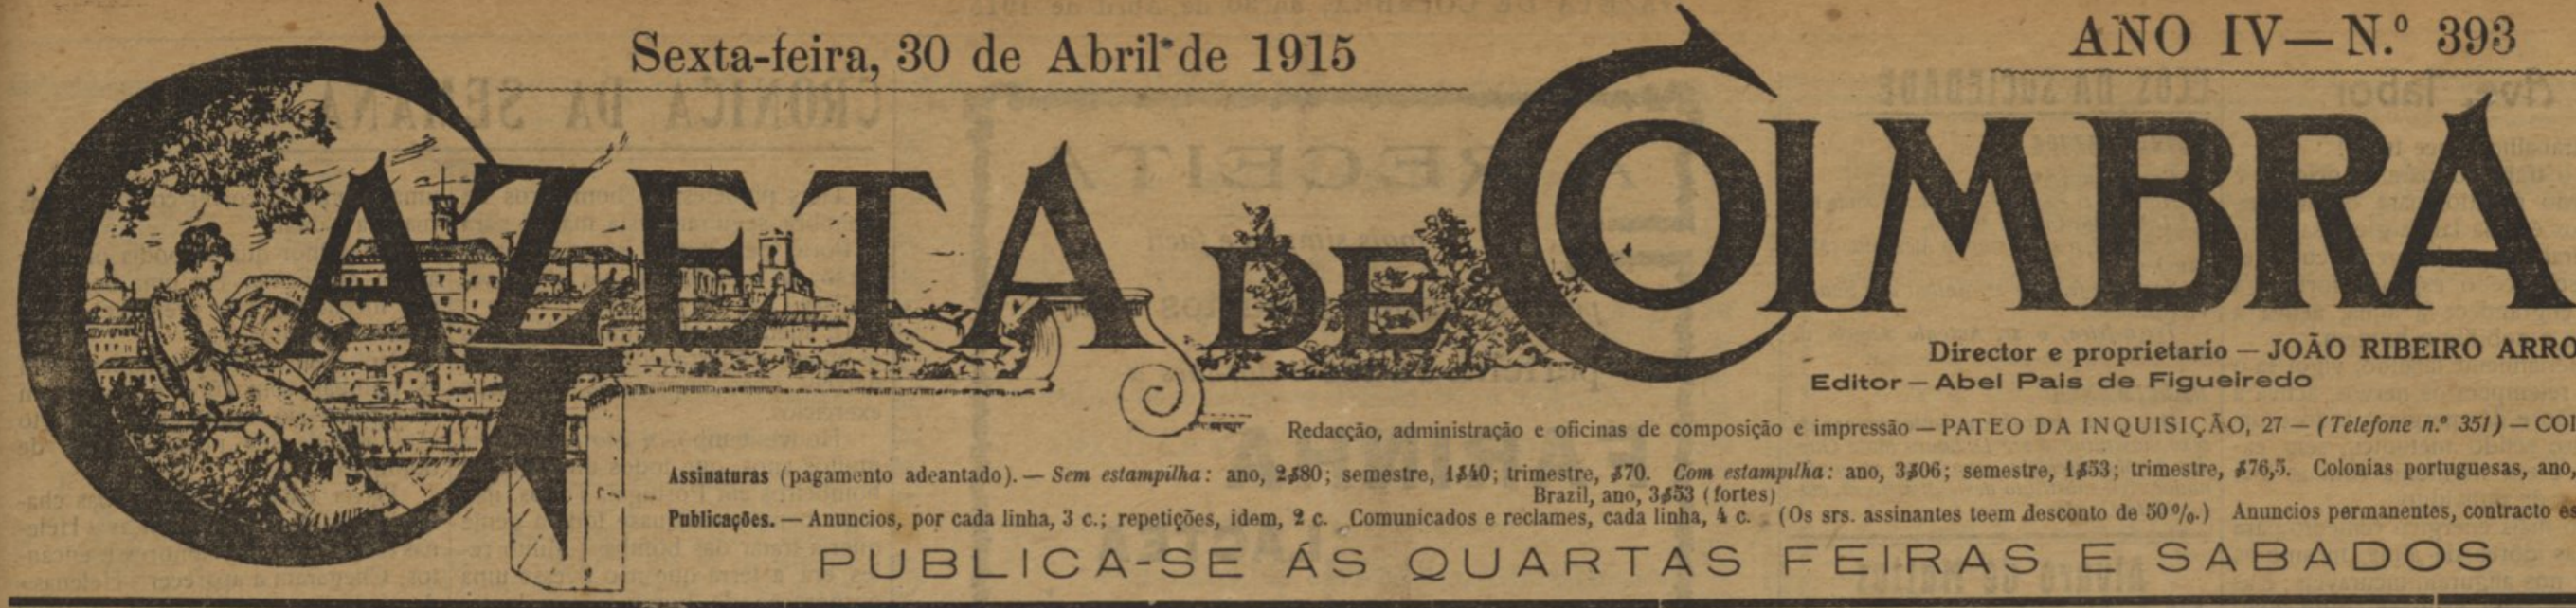 Sexta-feira, 30 de Abril de 1915
ANO IV — N.º 393
GAZETA DE COIMBRA
Director e proprietario — JOÃO RIBEIRO ARRO
Editor — Abel Pais de Figueiredo
Redacção, administração e oficinas de composição e impressão — PATEO DA INQUISIÇÃO, 27 — (Telefone n.º 351) — COI
Assinaturas (pagamento adeantado). — Sem estampilha: ano, 2$80; semestre, 1$40; trimestre, $70. Com estampilha: ano, 3$06; semestre, 1$53; trimestre, $76,5. Colonias portuguesas, ano,
Brazil, ano, 3$53 (fortes)
Publicações. — Anuncios, por cada linha, 3 c.; repetições, idem, 2 c. Comunicados e reclames, cada linha, 4 c. (Os srs. assinantes teem desconto de 50%.) Anuncios permanentes, contracto es
PUBLICA-SE ÁS QUARTAS FEIRAS E SABADOS